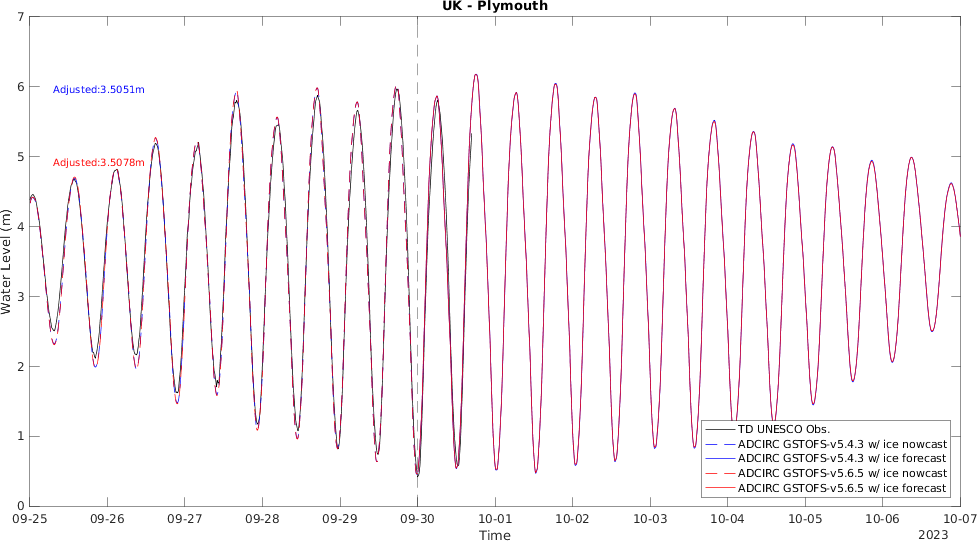 UK - Plymouth
7
6
5
4
3
2
1
0
Water Level (m)
Adjusted:3.5051m
Adjusted:3.5078m
TD UNESCO Obs.
ADCIRC GSTOFS-v5.4.3 w/ ice nowcast
ADCIRC GSTOFS-v5.4.3 w/ ice forecast
ADCIRC GSTOFS-v5.6.5 w/ ice nowcast
ADCIRC GSTOFS-v5.6.5 w/ ice forecast
09-25 09-26 09-27 09-28 09-29 09-30 10-01 10-02 10-03 10-04 10-05 10-06 10-07
Time
2023